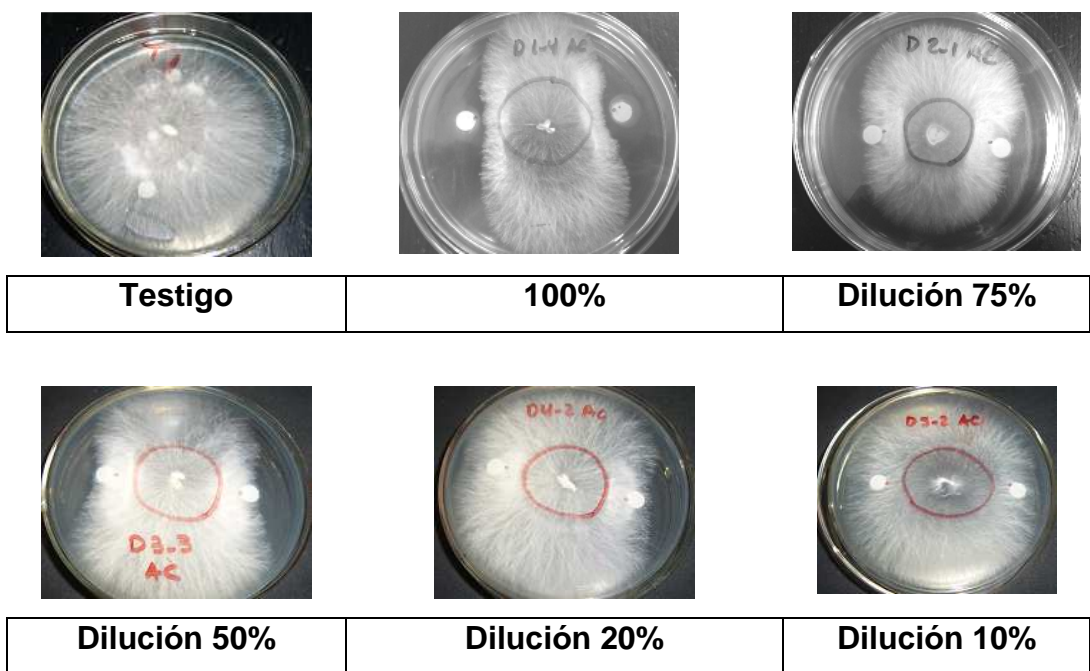 D1-4 AC
D2-1 AC
Testigo
100%
Dilución 75%
D4-2 AC
D5-2 AC
D3-3
AC
Dilución 50%
Dilución 20%
Dilución 10%